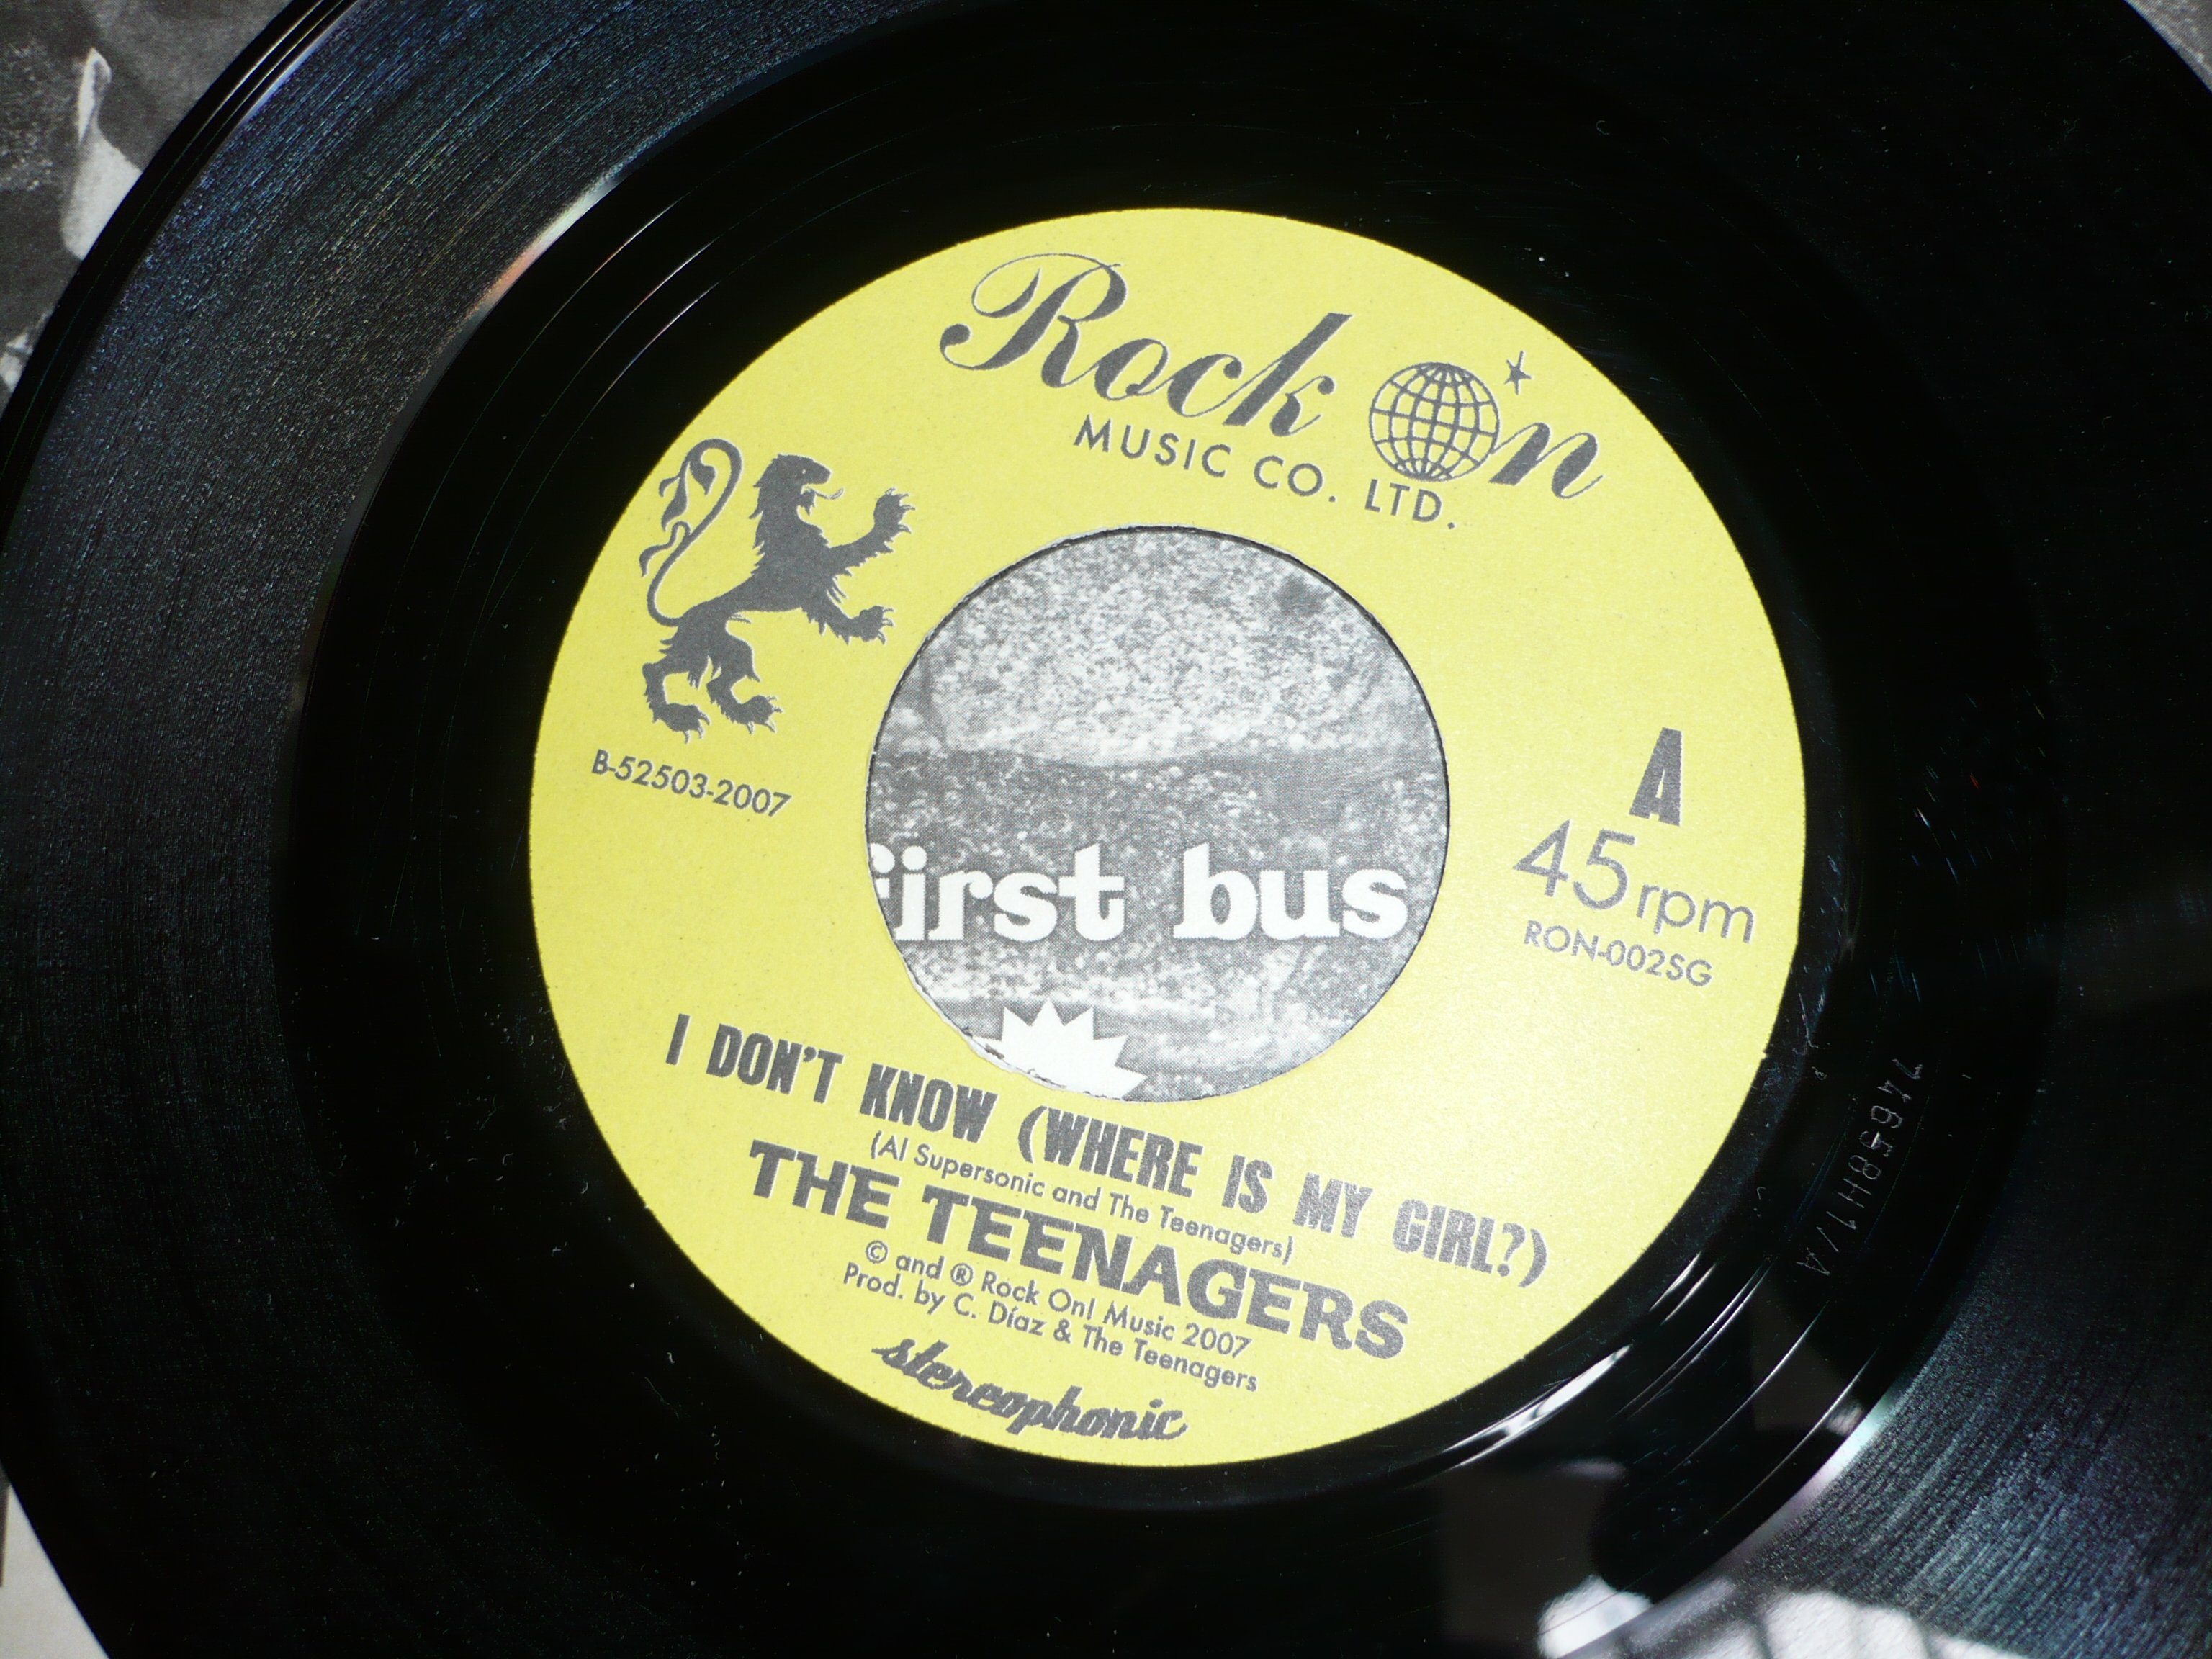 Rock On
MUSIC CO. LTD.
B-52503-2007
A
45 rpm
RON-002SG
first bus
I DON'T KNOW (WHERE IS MY GIRL?)
(Al Supersonic and The Teenagers)
THE TEENAGERS
© and ® Rock On! Music 2007
Prod. by C. Díaz & The Teenagers
stereophonic